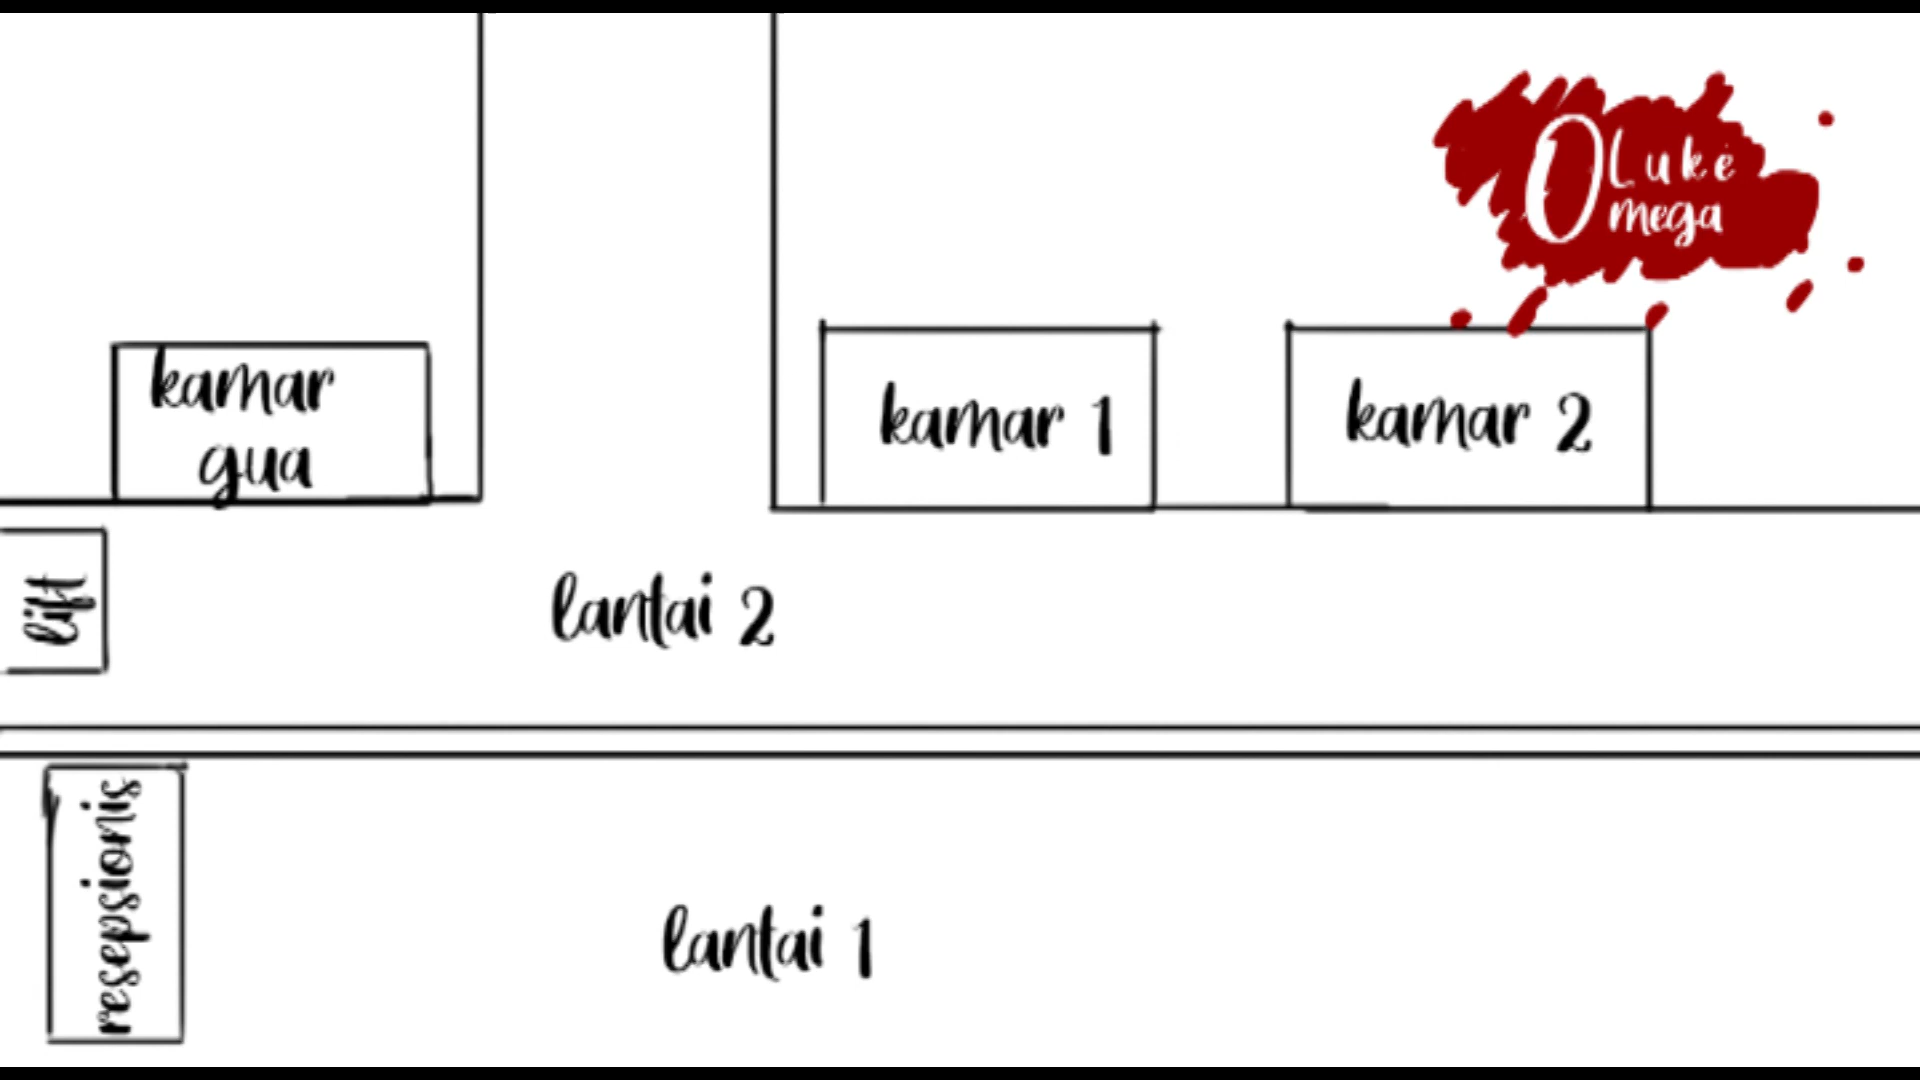 Luke
Omega
kamar
gua
kamar 1
kamar 2
lift
lantai 2
resepsionis
lantai 1